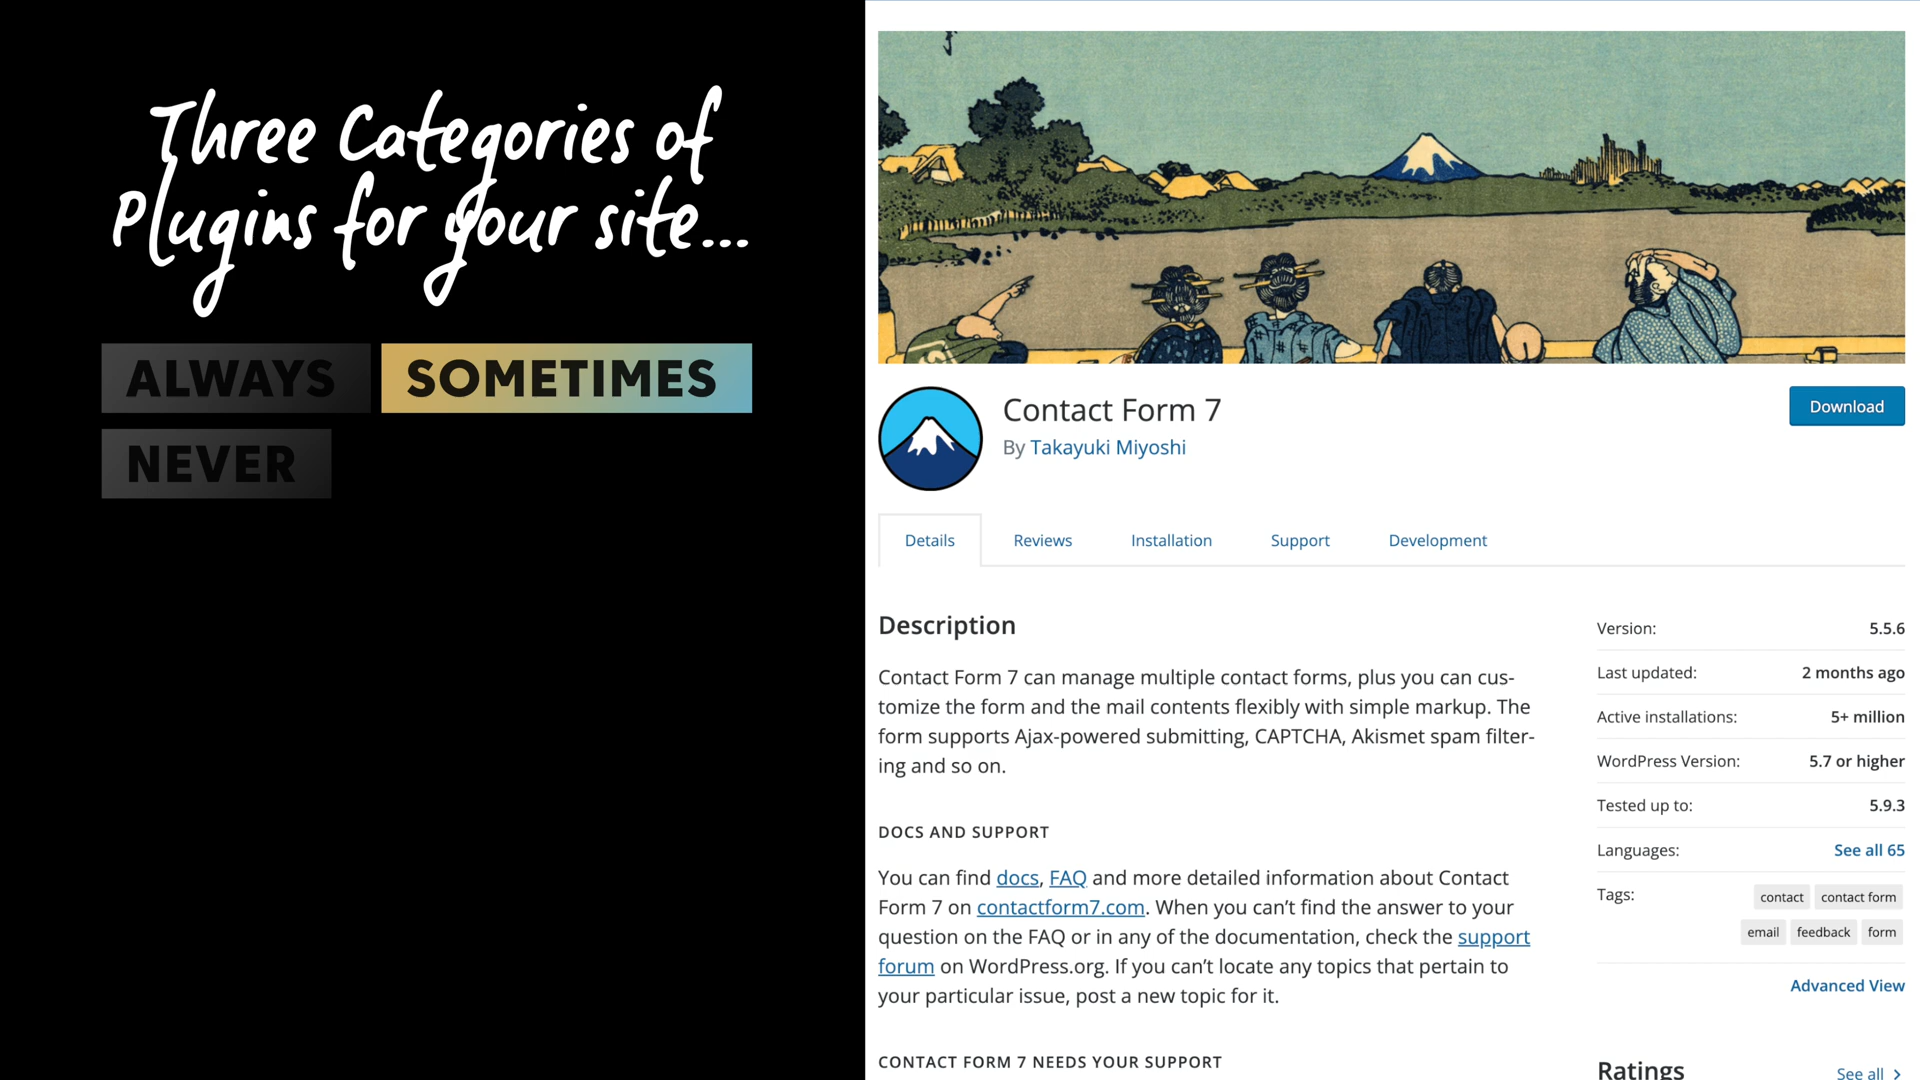 Three Categories of
Plugins for your site...
ALWAYS
SOMETIMES
NEVER
Contact Form 7
By Takayuki Miyoshi
Download
Details
Reviews
Installation
Support
Development
Description
Contact Form 7 can manage multiple contact forms, plus you can cus-
tomize the form and the mail contents flexibly with simple markup. The
form supports Ajax-powered submitting, CAPTCHA, Akismet spam filter-
ing and so on.
DOCS AND SUPPORT
You can find docs, FAQ and more detailed information about Contact
Form 7 on contactform7.com. When you can’t find the answer to your
question on the FAQ or in any of the documentation, check the support
forum on WordPress.org. If you can’t locate any topics that pertain to
your particular issue, post a new topic for it.
CONTACT FORM 7 NEEDS YOUR SUPPORT
Version: 5.5.6
Last updated: 2 months ago
Active installations: 5+ million
WordPress Version: 5.7 or higher
Tested up to: 5.9.3
Languages: See all 65
Tags: contact contact form
email feedback form
Advanced View
Ratings See all